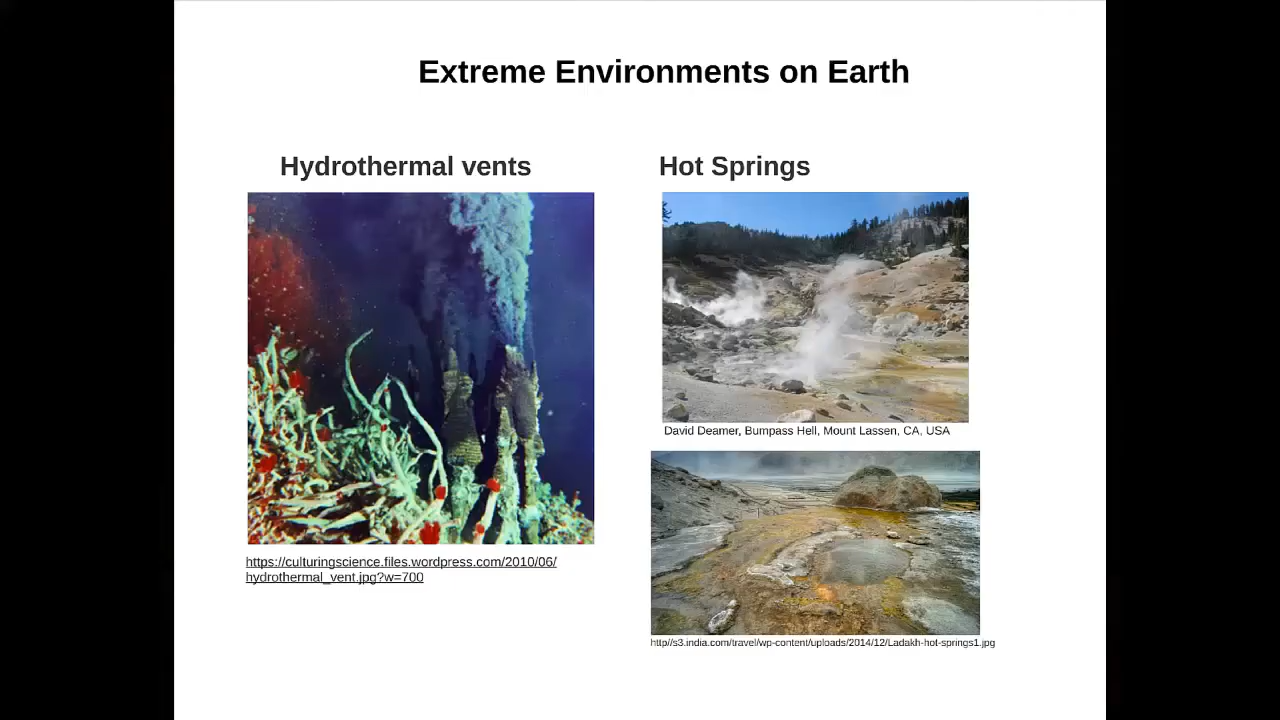 Extreme Environments on Earth
Hydrothermal vents
https://culturingscience.files.wordpress.com/2010/06/
hydrothermal_vent.jpg?w=700
Hot Springs
David Deamer, Bumpass Hell, Mount Lassen, CA, USA
http//s3.india.com/travel/wp-content/uploads/2014/12/Ladakh-hot-springs1.jpg